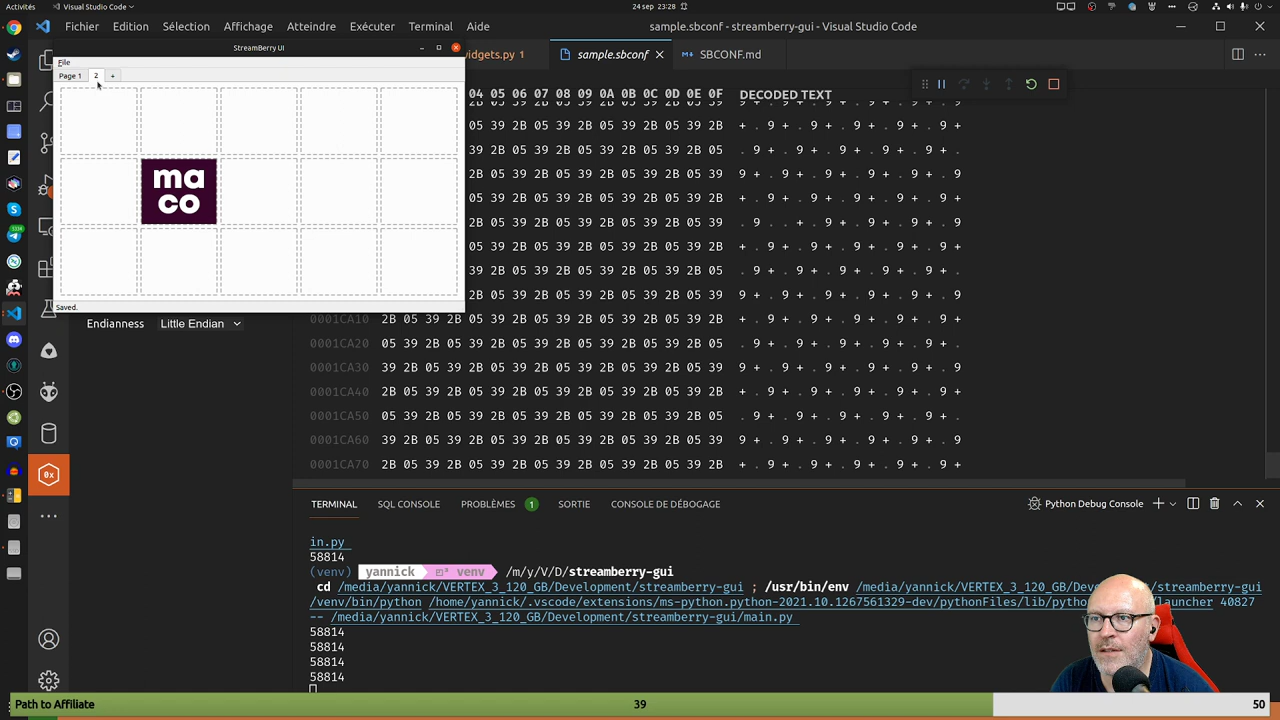 Activités Visual Studio Code 24 sep 23:28
Fichier Edition Sélection Affichage Atteindre Exécuter Terminal Aide sample.sbconf - streamberry-gui - Visual Studio Code
StreamBerry UI
File
Page 1 2 +
widgets.py 1 sample.sbconf SBCONF.md
04 05 06 07 08 09 0A 0B 0C 0D 0E 0F DECODED TEXT
05 39 2B 05 39 2B 05 39 2B 05 39 2B + . 9 + . 9 + . 9 + . 9 + . 9 +
39 2B 05 39 2B 05 39 2B 05 39 2B 05
2B 05 39 2B 05 39 2B 05 39 2B 05 39
ma
co
Saved.
Endianness Little Endian
0001CA10 2B 05 39 2B 05 39 2B 05 39 2B 05 39 2B 05 39 2B + . 9 + . 9 + . 9 + . 9 + . 9 +
0001CA20 05 39 2B 05 39 2B 05 39 2B 05 39 2B 05 39 2B 05 . 9 + . 9 + . 9 + . 9 + . 9 + .
0001CA30 39 2B 05 39 2B 05 39 2B 05 39 2B 05 39 2B 05 39 9 + . 9 + . 9 + . 9 + . 9 + . 9
0001CA40 2B 05 39 2B 05 39 2B 05 39 2B 05 39 2B 05 39 2B + . 9 + . 9 + . 9 + . 9 + . 9 +
0001CA50 05 39 2B 05 39 2B 05 39 2B 05 39 2B 05 39 2B 05 . 9 + . 9 + . 9 + . 9 + . 9 + .
0001CA60 39 2B 05 39 2B 05 39 2B 05 39 2B 05 39 2B 05 39 9 + . 9 + . 9 + . 9 + . 9 + . 9
0001CA70 2B 05 39 2B 05 39 2B 05 39 2B 05 39 2B 05 39 2B + . 9 + . 9 + . 9 + . 9 + . 9 +
0x
TERMINAL SQL CONSOLE PROBLÈMES 1 SORTIE CONSOLE DE DÉBOGAGE Python Debug Console
in.py
58814
(venv) yannick venv /m/y/V/D/streamberry-gui
cd /media/yannick/VERTEX_3_120_GB/Development/streamberry-gui ; /usr/bin/env /media/yannick/VERTEX_3_120_GB/Development/streamberry-gui
/venv/bin/python /home/yannick/.vscode/extensions/ms-python.python-2021.10.1267561329-dev/pythonFiles/lib/pytho launcher 40827
-- /media/yannick/VERTEX_3_120_GB/Development/streamberry-gui/main.py
58814
58814
58814
58814
Path to Affiliate 39 50